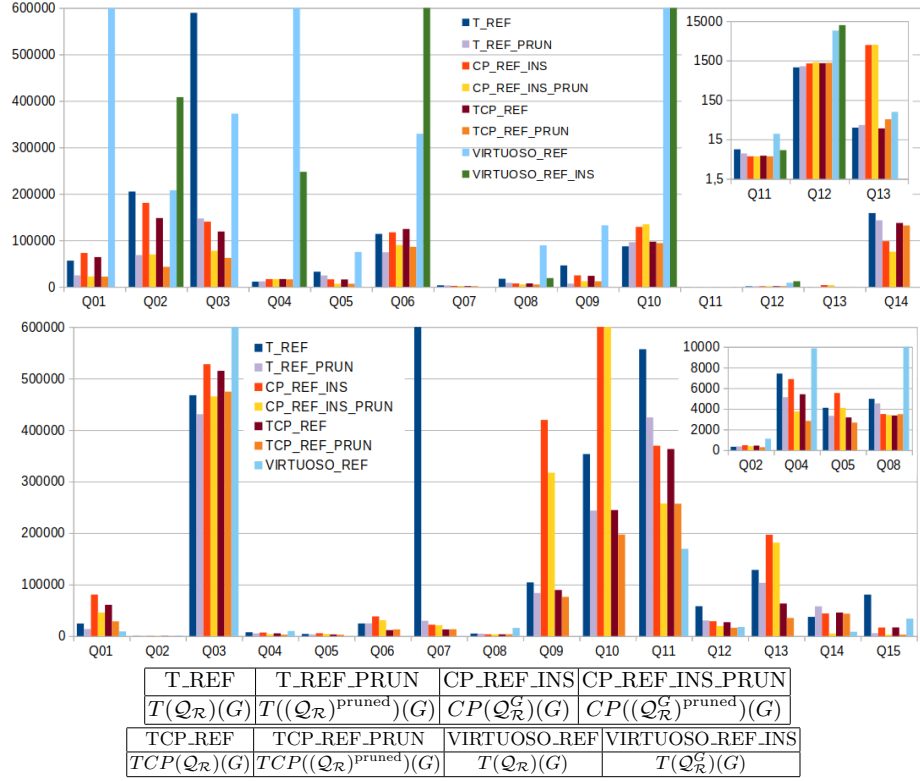 600000
500000
400000
300000
200000
100000
0
T_REF
T_REF_PRUN
CP_REF_INS
CP_REF_INS_PRUN
TCP_REF
TCP_REF_PRUN
VIRTUOSO_REF
VIRTUOSO_REF_INS
15000
1500
150
15
1,5
Q11 Q12 Q13
Q01 Q02 Q03 Q04 Q05 Q06 Q07 Q08 Q09 Q10 Q11 Q12 Q13 Q14
600000
500000
400000
300000
200000
100000
0
T_REF
T_REF_PRUN
CP_REF_INS
CP_REF_INS_PRUN
TCP_REF
TCP_REF_PRUN
VIRTUOSO_REF
10000
8000
6000
4000
2000
0
Q02 Q04 Q05 Q08
Q01 Q02 Q03 Q04 Q05 Q06 Q07 Q08 Q09 Q10 Q11 Q12 Q13 Q14 Q15
T_REF T_REF_PRUN CP_REF_INS CP_REF_INS_PRUN
T(Q_R)(G) T((Q_R)^pruned)(G) CP(Q_R^G)(G) CP((Q_R^G)^pruned)(G)
TCP_REF TCP_REF_PRUN VIRTUOSO_REF VIRTUOSO_REF_INS
TCP(Q_R)(G) TCP((Q_R)^pruned)(G) T(Q_R)(G) T(Q_R^G)(G)